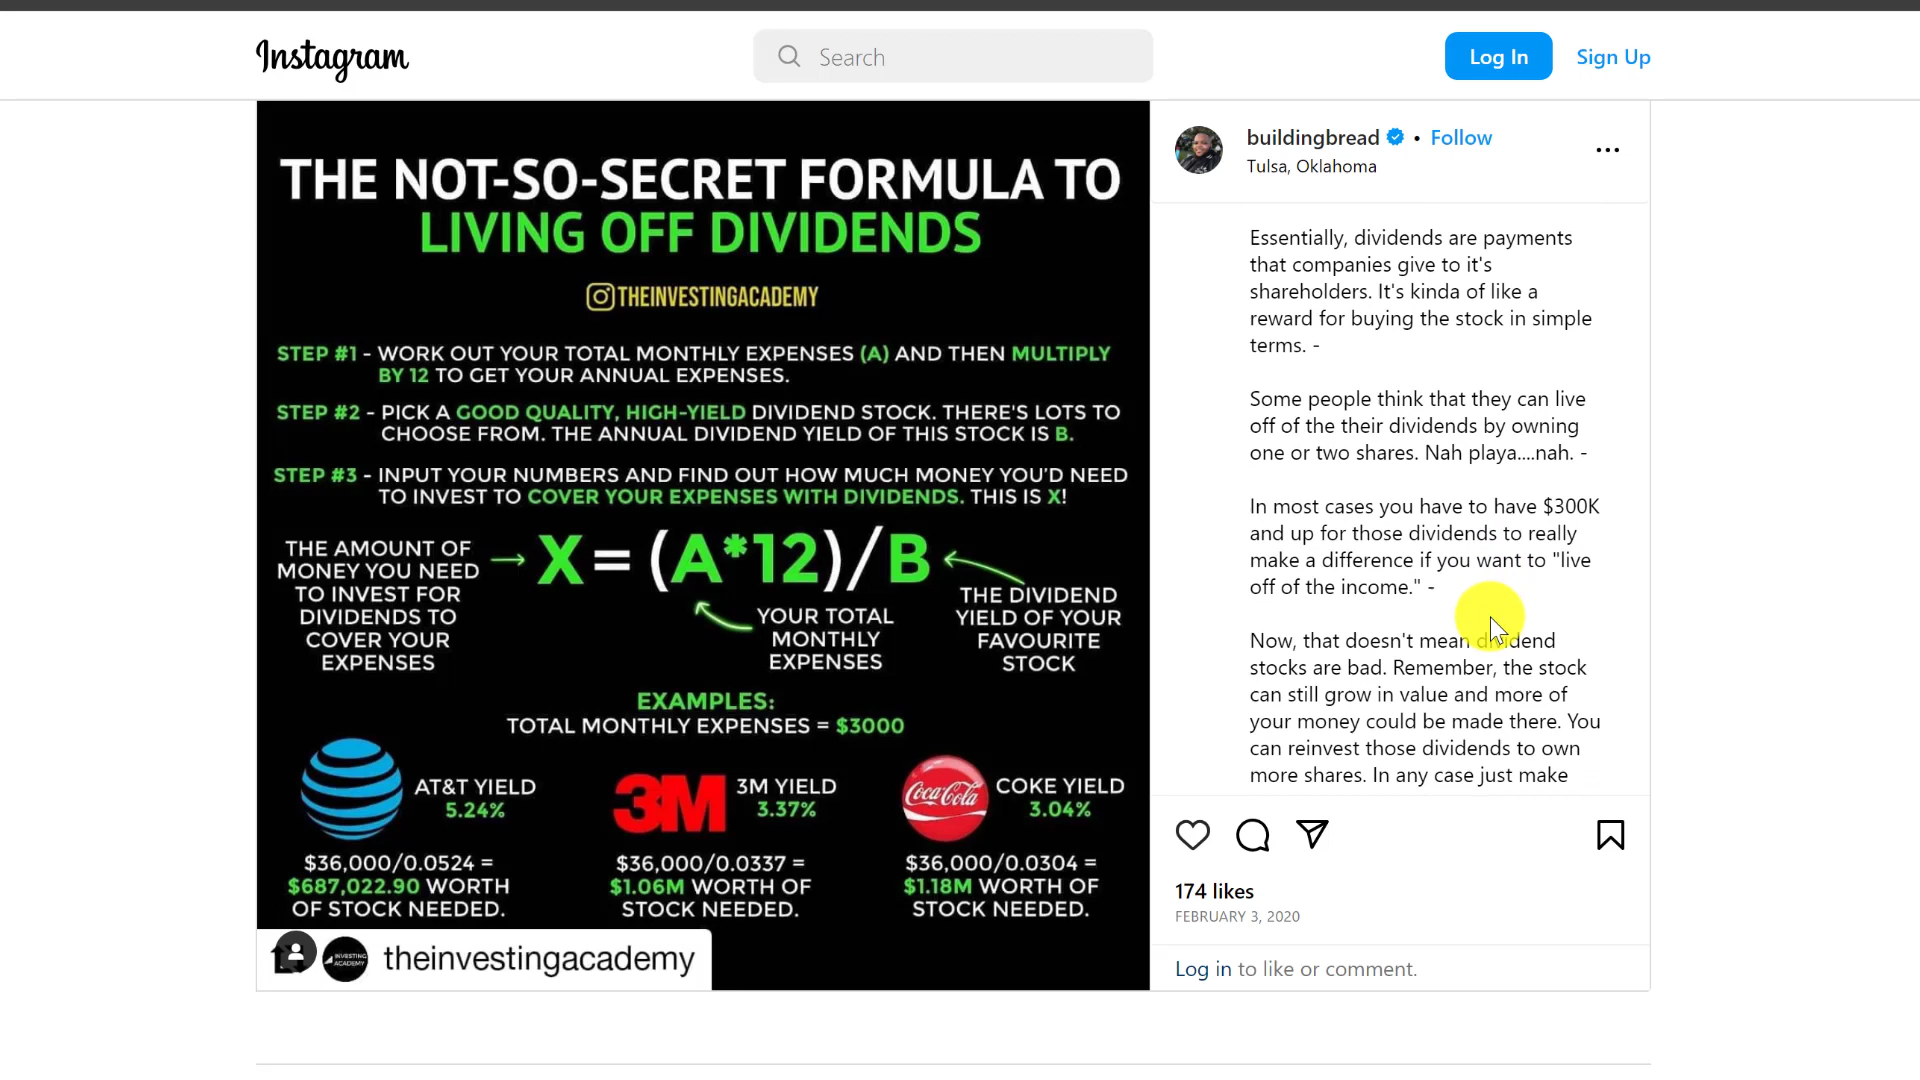 Instagram
Search
Log In
Sign Up
THE NOT-SO-SECRET FORMULA TO
LIVING OFF DIVIDENDS
THEINVESTINGACADEMY
STEP #1 - WORK OUT YOUR TOTAL MONTHLY EXPENSES (A) AND THEN MULTIPLY
BY 12 TO GET YOUR ANNUAL EXPENSES.
STEP #2 - PICK A GOOD QUALITY, HIGH-YIELD DIVIDEND STOCK. THERE'S LOTS TO
CHOOSE FROM. THE ANNUAL DIVIDEND YIELD OF THIS STOCK IS B.
STEP #3 - INPUT YOUR NUMBERS AND FIND OUT HOW MUCH MONEY YOU'D NEED
TO INVEST TO COVER YOUR EXPENSES WITH DIVIDENDS. THIS IS X!
THE AMOUNT OF
MONEY YOU NEED
TO INVEST FOR
DIVIDENDS TO
COVER YOUR
EXPENSES
X = (A*12)/B
YOUR TOTAL
MONTHLY
EXPENSES
THE DIVIDEND
YIELD OF YOUR
FAVOURITE
STOCK
EXAMPLES:
TOTAL MONTHLY EXPENSES = $3000
AT&T YIELD
5.24%
$36,000/0.0524 =
$687,022.90 WORTH
OF STOCK NEEDED.
3M
3M YIELD
3.37%
$36,000/0.0337 =
$1.06M WORTH OF
STOCK NEEDED.
Coca-Cola
COKE YIELD
3.04%
$36,000/0.0304 =
$1.18M WORTH OF
STOCK NEEDED.
INVESTING
ACADEMY
theinvestingacademy
buildingbread • Follow
Tulsa, Oklahoma
Essentially, dividends are payments
that companies give to it's
shareholders. It's kinda of like a
reward for buying the stock in simple
terms. -
Some people think that they can live
off of the their dividends by owning
one or two shares. Nah playa....nah. -
In most cases you have to have $300K
and up for those dividends to really
make a difference if you want to "live
off of the income." -
Now, that doesn't mean dividend
stocks are bad. Remember, the stock
can still grow in value and more of
your money could be made there. You
can reinvest those dividends to own
more shares. In any case just make
174 likes
FEBRUARY 3, 2020
Log in to like or comment.